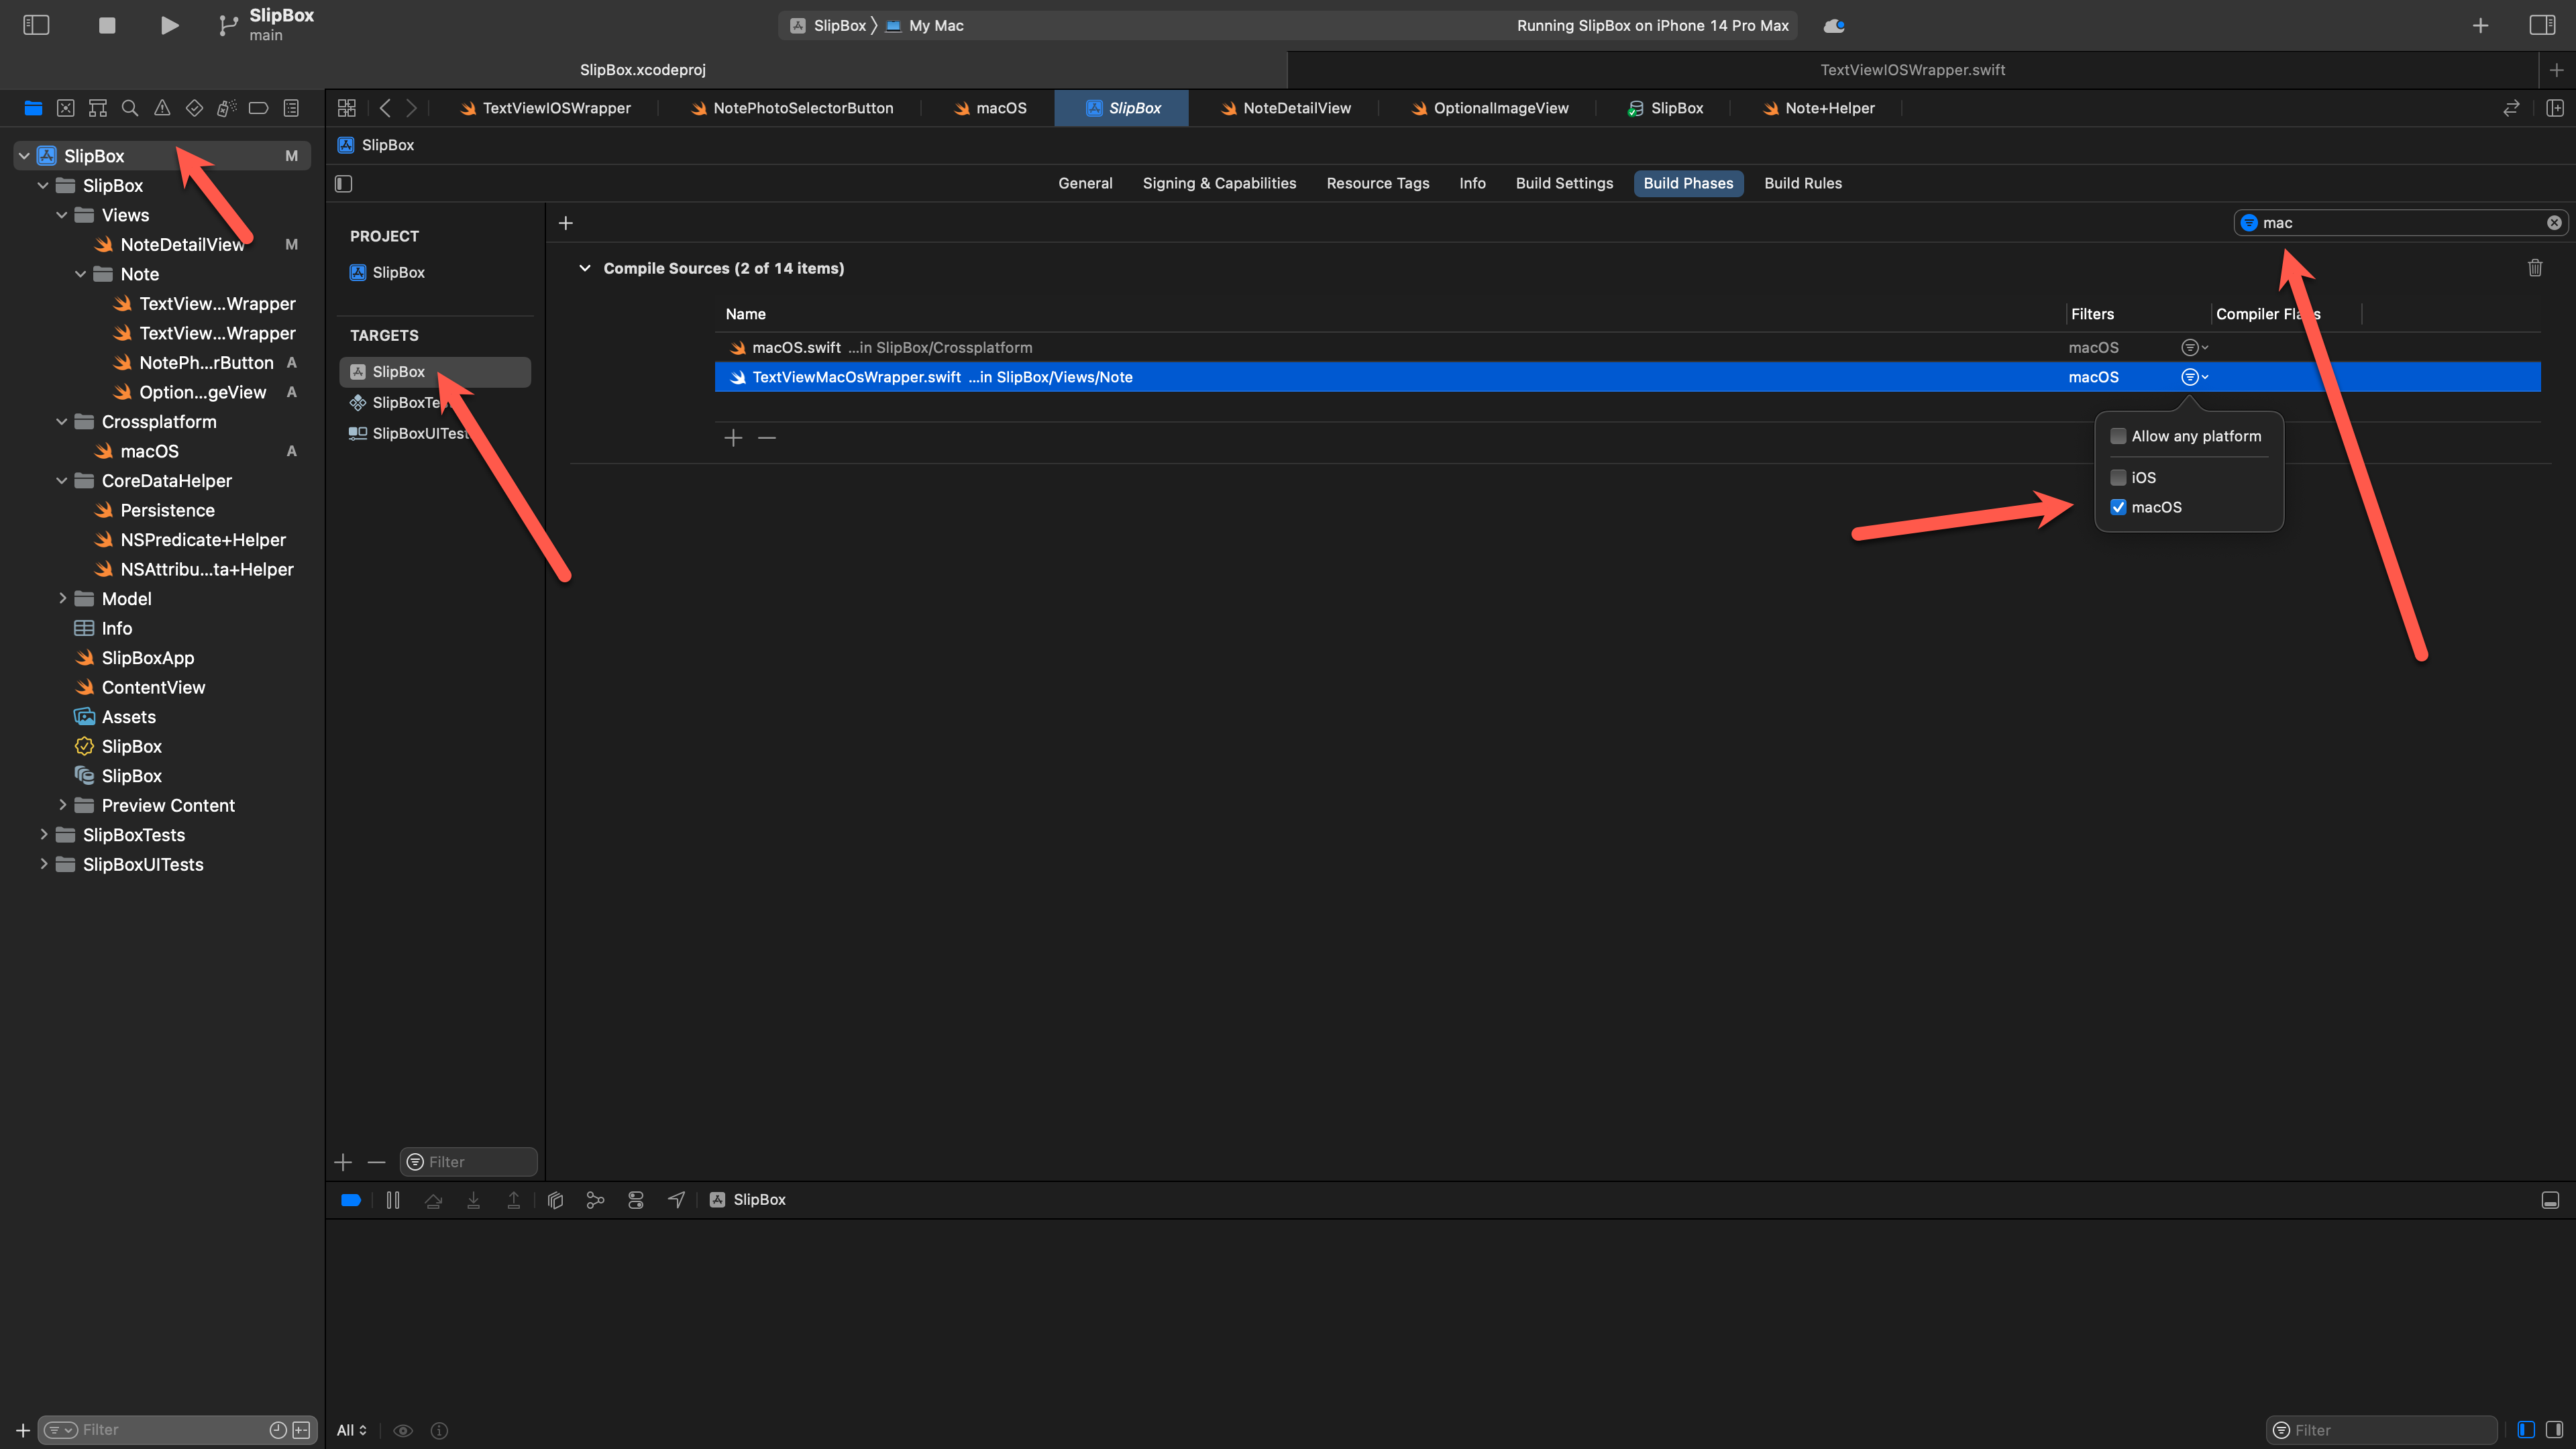 SlipBox
main
SlipBox 〉 My Mac
Running SlipBox on iPhone 14 Pro Max
SlipBox.xcodeproj
TextViewIOSWrapper.swift
TextViewIOSWrapper
NotePhotoSelectorButton
macOS
SlipBox
NoteDetailView
OptionalImageView
SlipBox
Note+Helper
SlipBox M
SlipBox
Views
NoteDetailView M
Note
TextView...Wrapper
TextView...Wrapper
NotePh...rButton A
Option...geView A
Crossplatform
macOS A
CoreDataHelper
Persistence
NSPredicate+Helper
NSAttribu...ta+Helper
Model
Info
SlipBoxApp
ContentView
Assets
SlipBox
SlipBox
Preview Content
SlipBoxTests
SlipBoxUITests
Filter
SlipBox
General Signing & Capabilities Resource Tags Info Build Settings Build Phases Build Rules
PROJECT
SlipBox
TARGETS
SlipBox
SlipBoxUITest
Filter
mac
Compile Sources (2 of 14 items)
Name Filters Compiler
macOS.swift ...in SlipBox/Crossplatform macOS
TextViewMacOsWrapper.swift ...in SlipBox/Views/Note macOS
Allow any platform
iOS
macOS
SlipBox
All
Filter